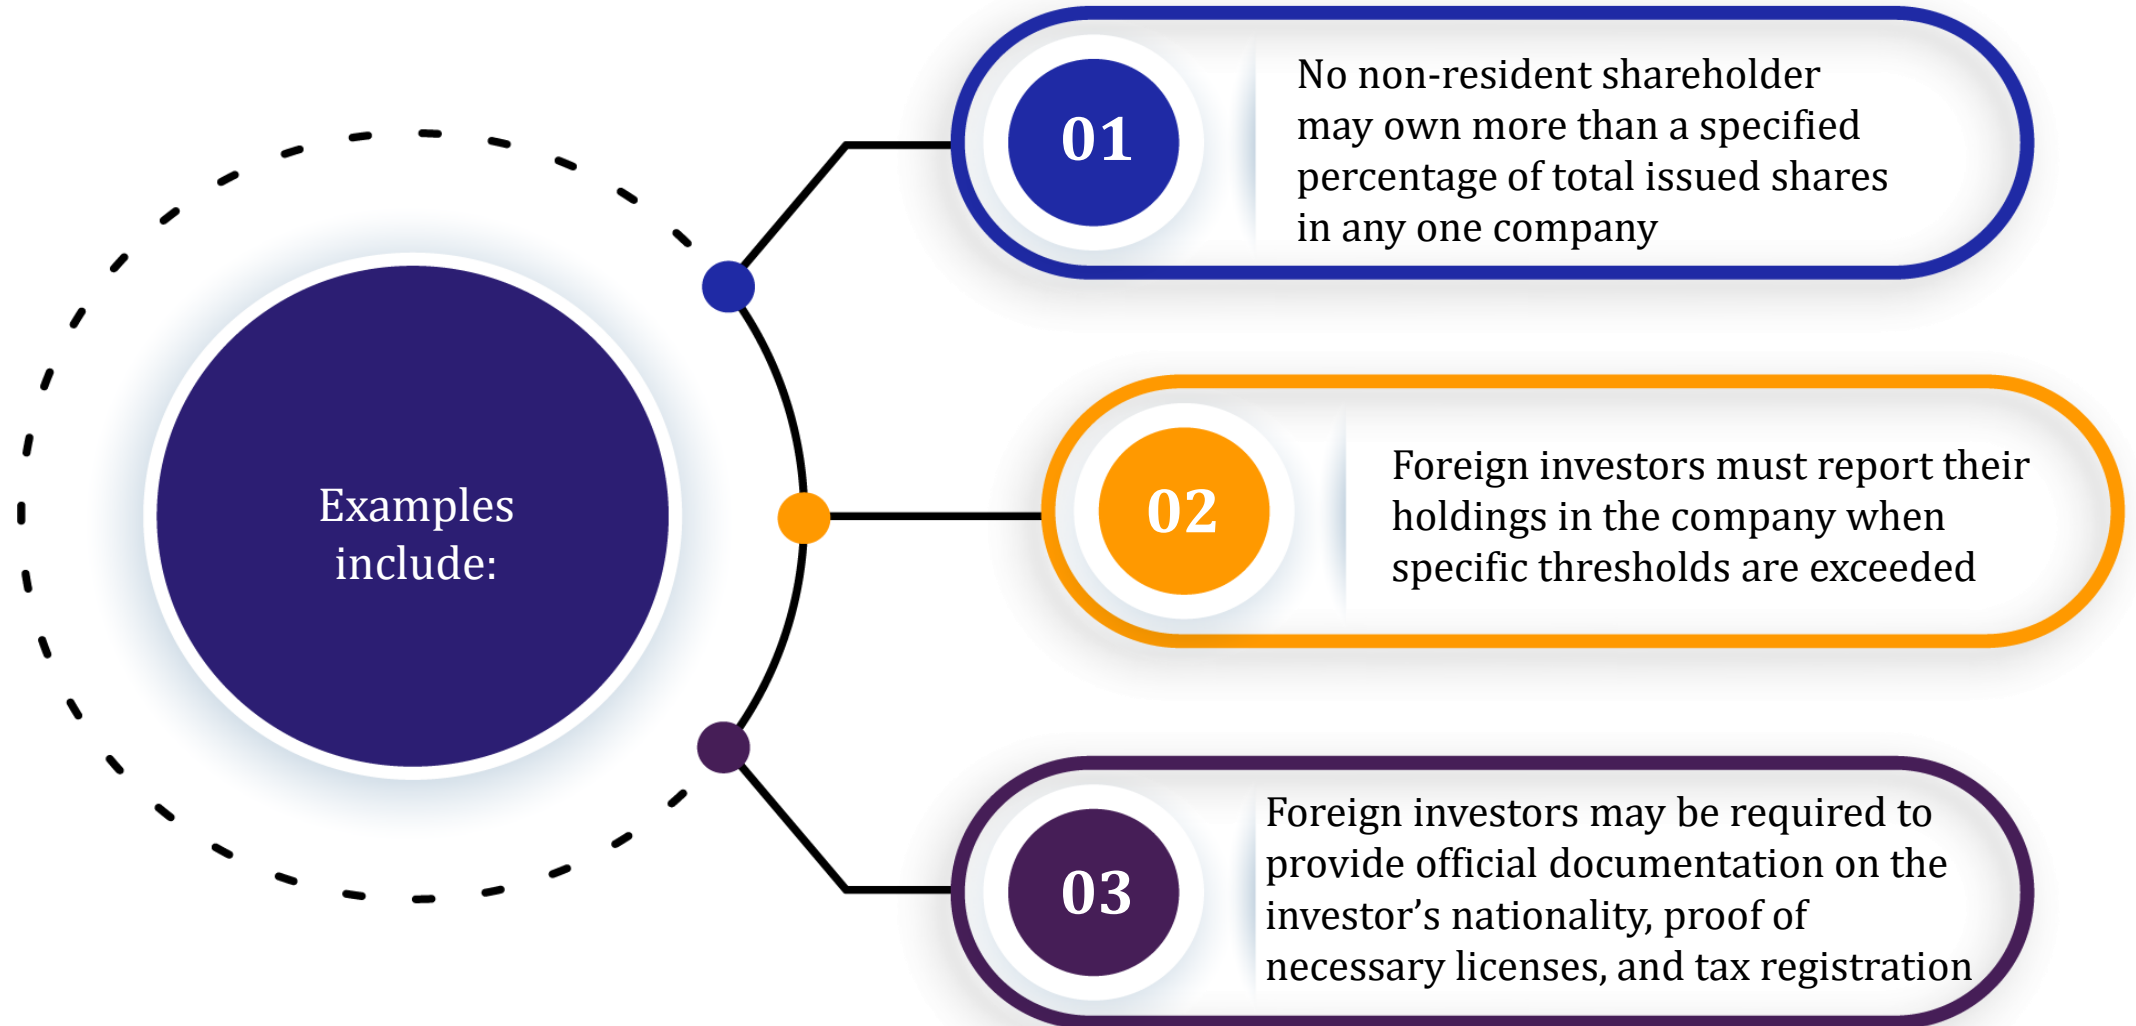 Examples
include:
01
No non-resident shareholder
may own more than a specified
percentage of total issued shares
in any one company
02
Foreign investors must report their
holdings in the company when
specific thresholds are exceeded
03
Foreign investors may be required to
provide official documentation on the
investor’s nationality, proof of
necessary licenses, and tax registration